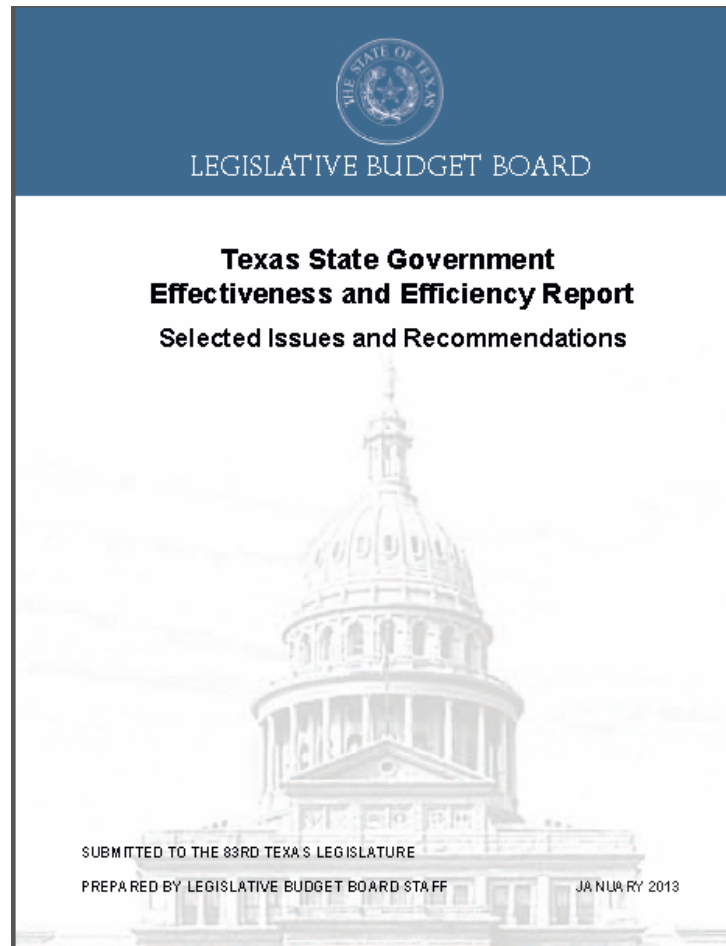 THE STATE OF TEXAS
LEGISLATIVE BUDGET BOARD
Texas State Government
Effectiveness and Efficiency Report
Selected Issues and Recommendations
SUBMITTED TO THE 83RD TEXAS LEGISLATURE
PREPARED BY LEGISLATIVE BUDGET BOARD STAFF JANUARY 2013